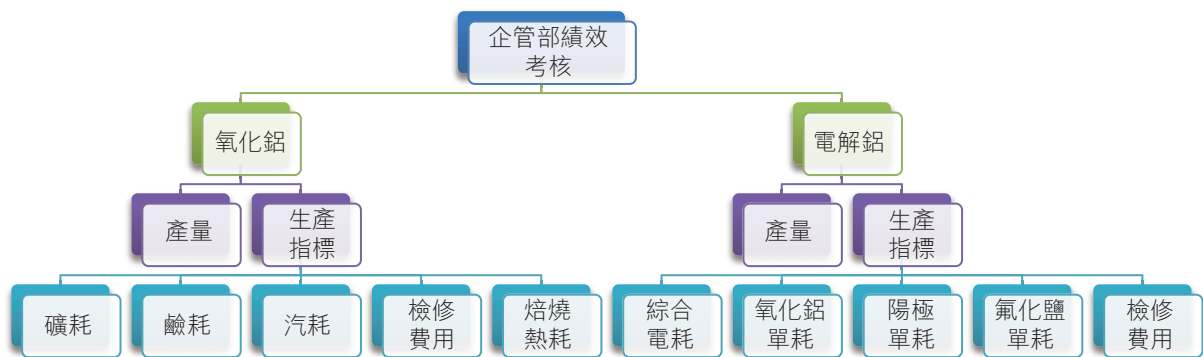 企管部績效
考核
氧化鋁
電解鋁
產量
生產
指標
產量
生產
指標
礦耗
鹼耗
汽耗
檢修
費用
焙燒
熱耗
綜合
電耗
氧化鋁
單耗
陽極
單耗
氟化鹽
單耗
檢修
費用